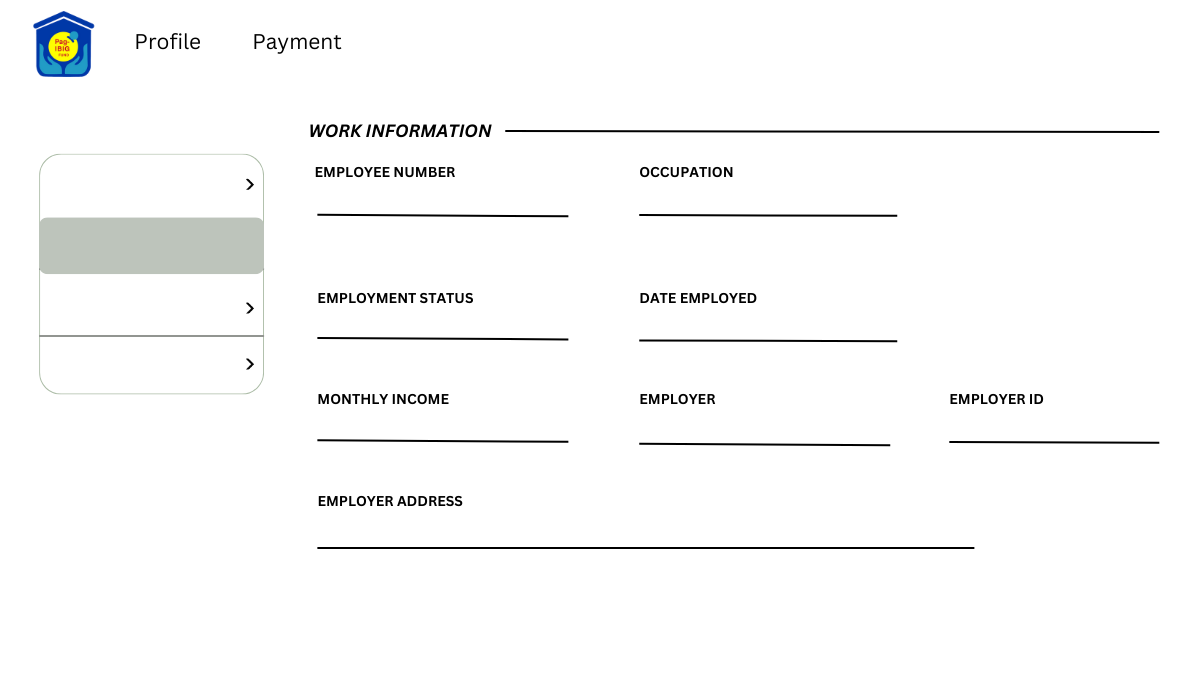 Pag-
IBIG
FUND
Profile
Payment
WORK INFORMATION
EMPLOYEE NUMBER
OCCUPATION
EMPLOYMENT STATUS
DATE EMPLOYED
MONTHLY INCOME
EMPLOYER
EMPLOYER ID
EMPLOYER ADDRESS